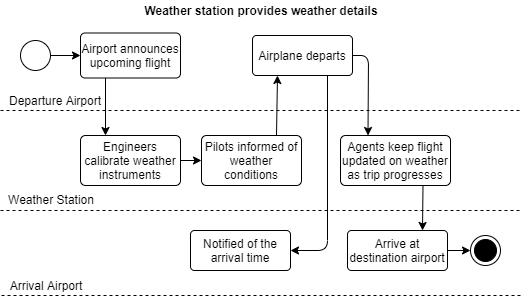 Weather station provides weather details
Airport announces
upcoming flight
Airplane departs
Departure Airport
Engineers
calibrate weather
instruments
Pilots informed of
weather
conditions
Agents keep flight
updated on weather
as trip progresses
Weather Station
Notified of the
arrival time
Arrive at
destination airport
Arrival Airport